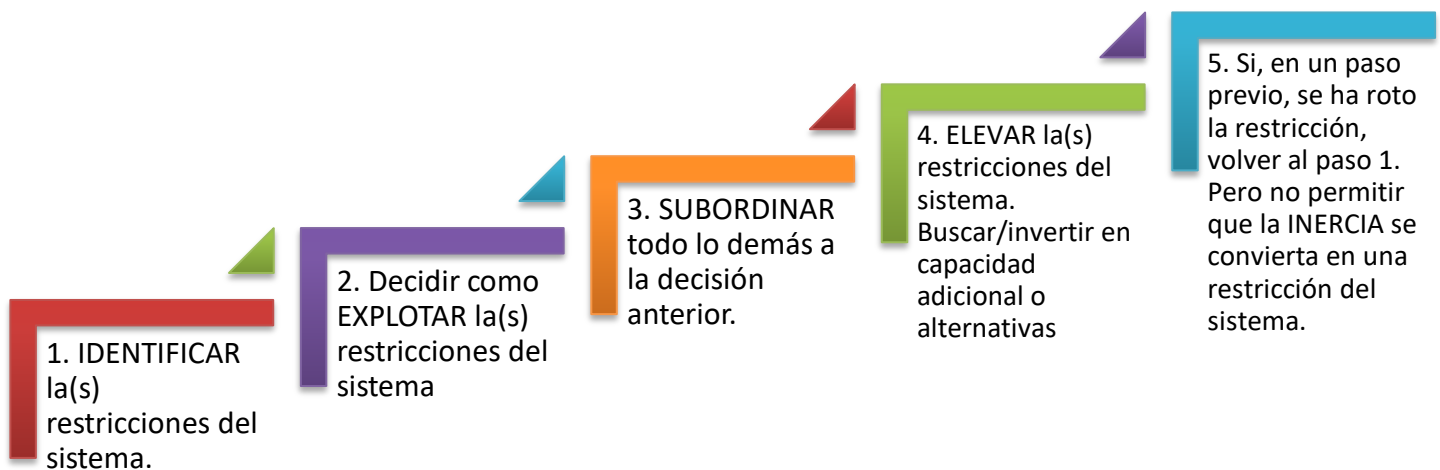 1. IDENTIFICAR
la(s)
restricciones del
sistema.
2. Decidir como
EXPLOTAR la(s)
restricciones del
sistema
3. SUBORDINAR
todo lo demás a
la decisión
anterior.
4. ELEVAR la(s)
restricciones del
sistema.
Buscar/invertir en
capacidad
adicional o
alternativas
5. Si, en un paso
previo, se ha roto
la restricción,
volver al paso 1.
Pero no permitir
que la INERCIA se
convierta en una
restricción del
sistema.